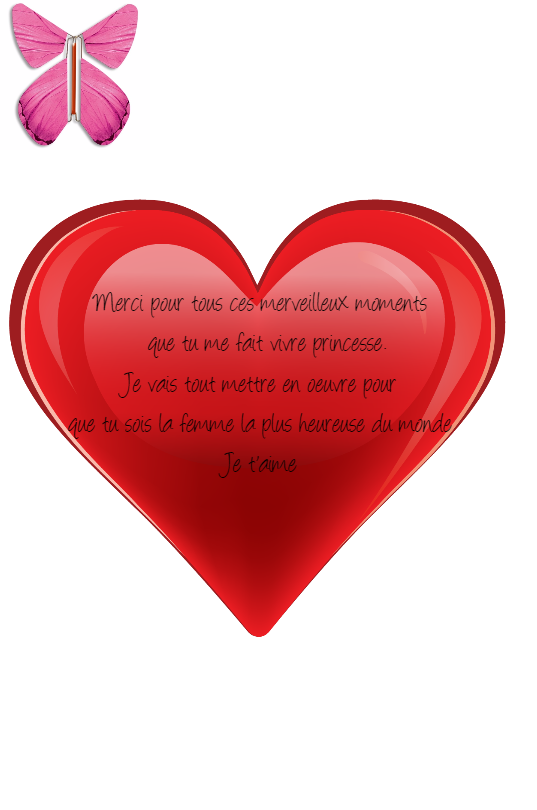 Merci pour tous ces merveilleux moments
que tu me fait vivre princesse.
Je vais tout mettre en oeuvre pour
que tu sois la femme la plus heureuse du monde
Je t'aime